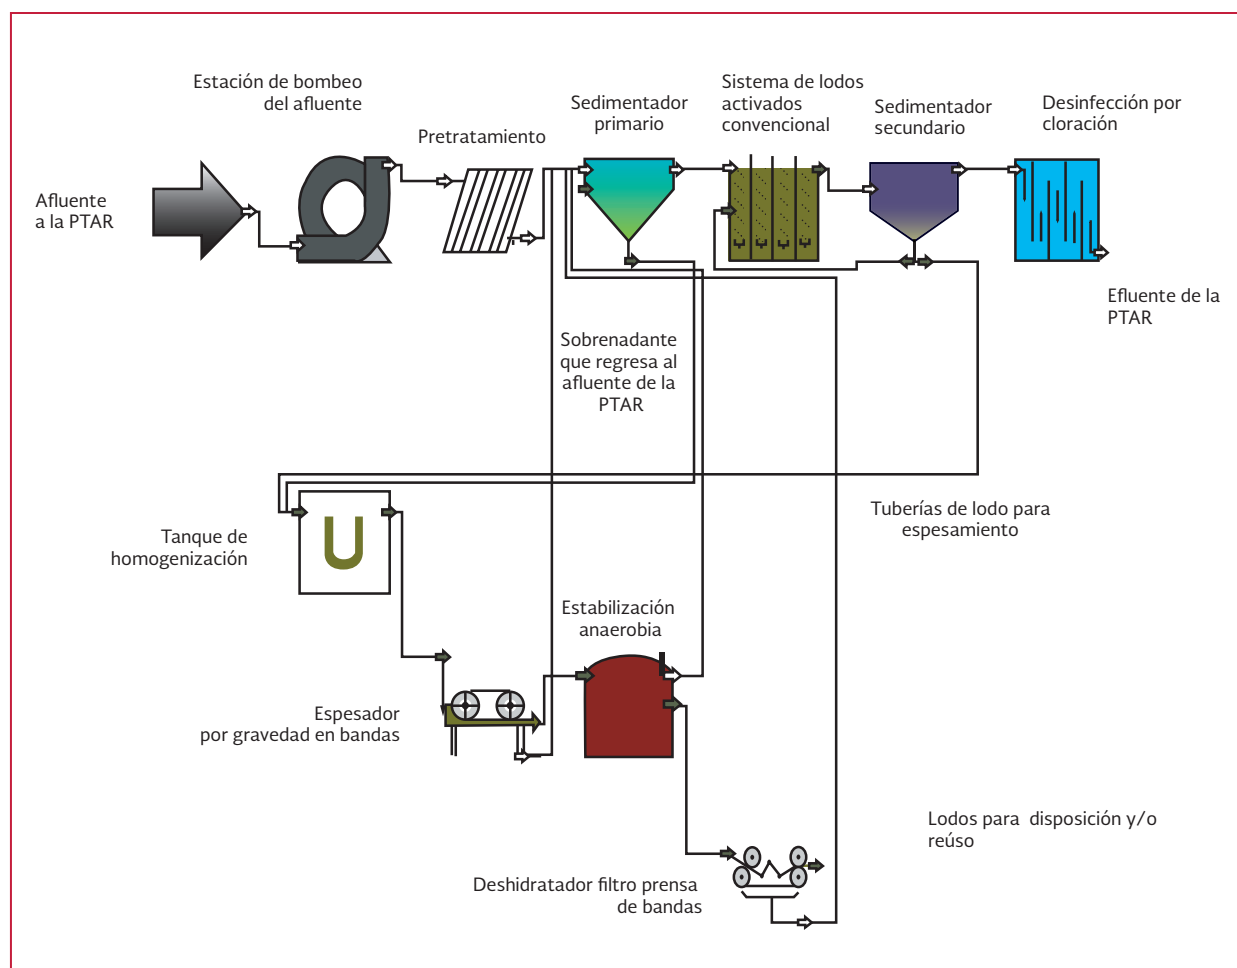 Estación de bombeo
del afluente
Pretratamiento
Sedimentador
primario
Sistema de lodos
activados
convencional
Sedimentador
secundario
Desinfección por
cloración
Afluente
a la PTAR
Efluente de la
PTAR
Sobrenadante
que regresa al
afluente de la
PTAR
Tanque de
homogenización
Tuberías de lodo para
espesamiento
Estabilización
anaerobia
Espesador
por gravedad en bandas
Lodos para disposición y/o
reúso
Deshidratador filtro prensa
de bandas